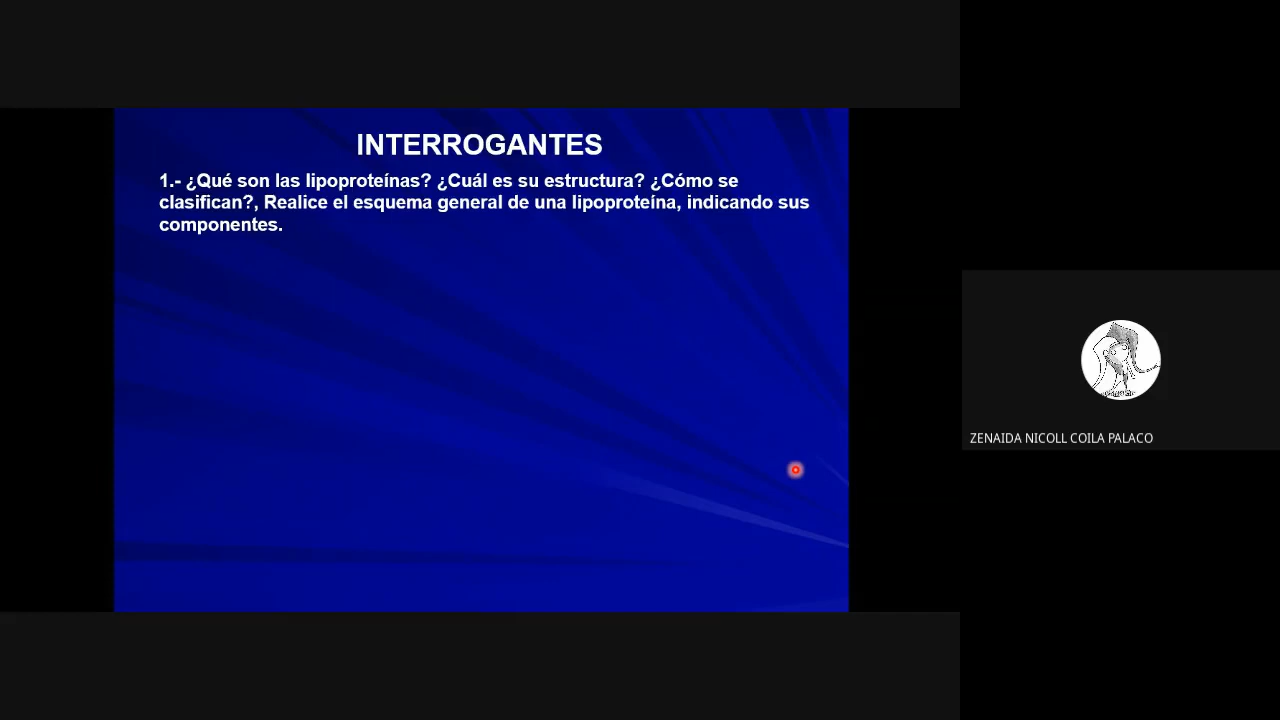 INTERROGANTES
1.- ¿Qué son las lipoproteínas? ¿Cuál es su estructura? ¿Cómo se
clasifican?, Realice el esquema general de una lipoproteína, indicando sus
componentes.
ZENAIDA NICOLL COILA PALACO